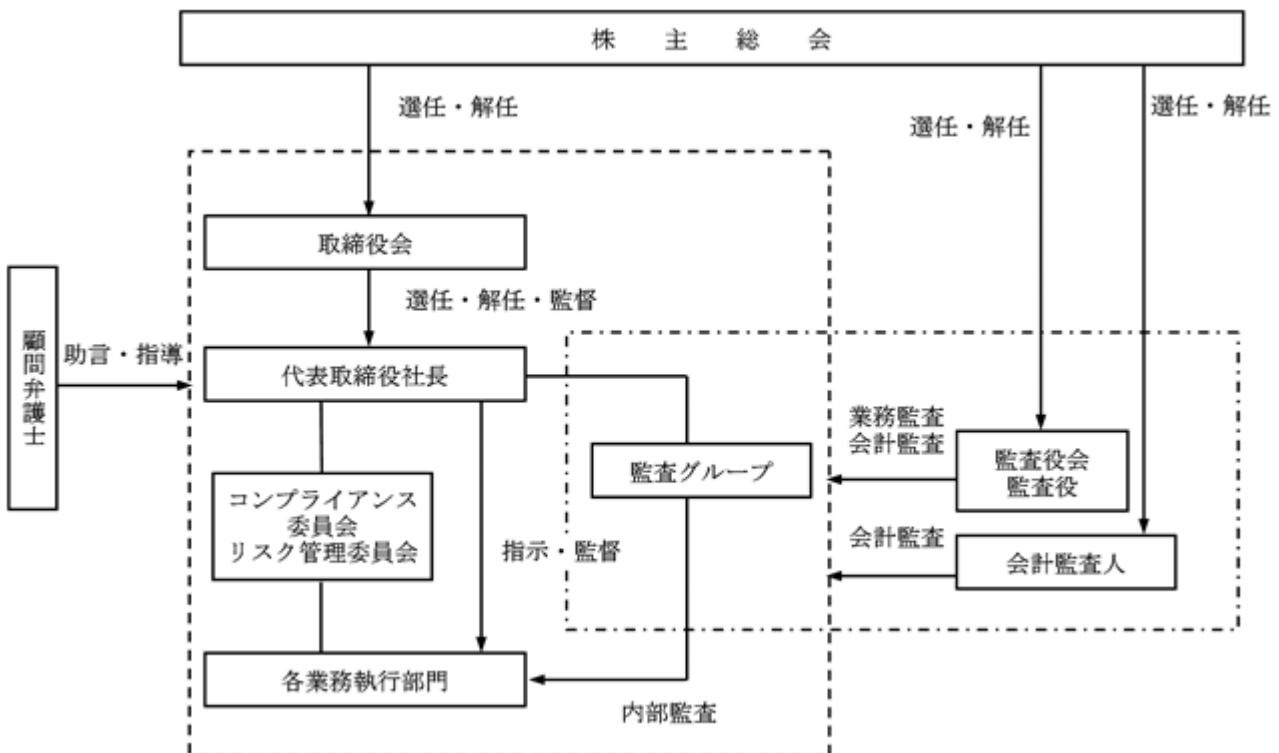 株主総会
選任・解任
選任・解任
選任・解任
取締役会
選任・解任・監督
顧問弁護士
助言・指導
代表取締役社長
業務監査
会計監査
監査役会
監査役
監査グループ
コンプライアンス
委員会
リスク管理委員会
指示・監督
会計監査
会計監査人
各業務執行部門
内部監査